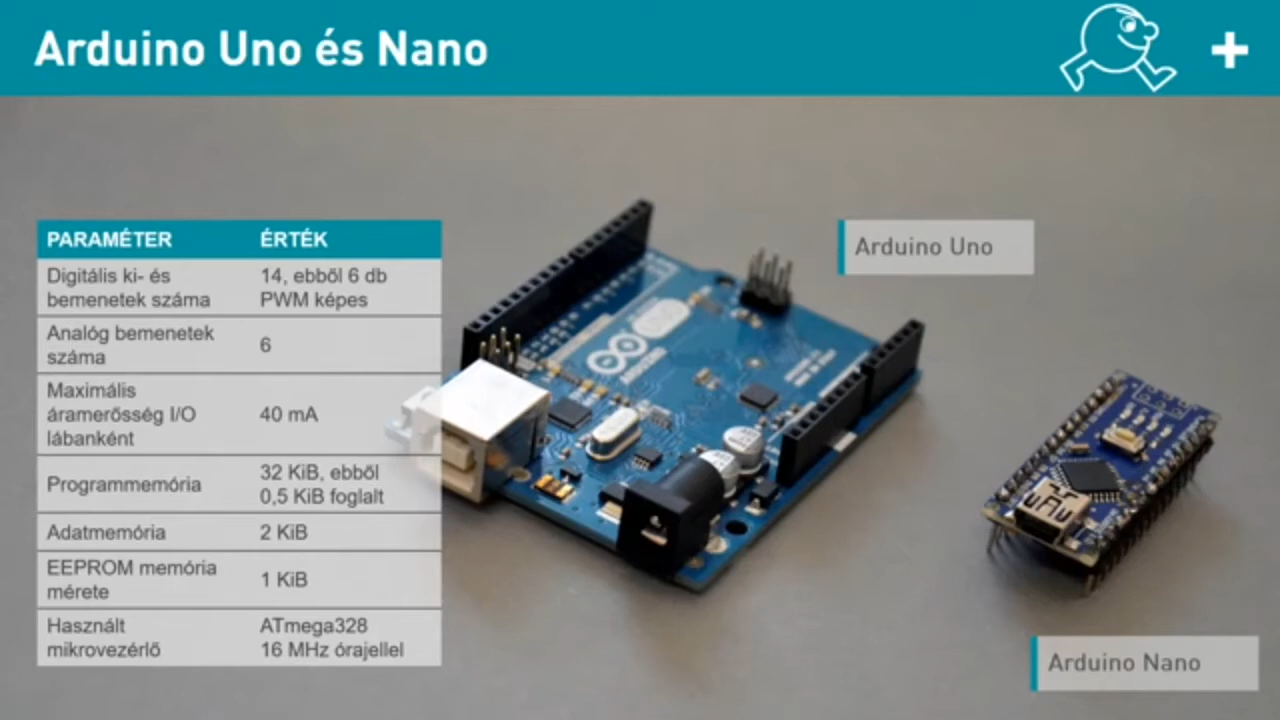 Arduino Uno és Nano
PARAMÉTER ÉRTÉK
Digitális ki- és
bemenetek száma
14, ebből 6 db
PWM képes
Analóg bemenetek
száma
6
Maximális
áramerősség I/O
lábanként
40 mA
Programmemória
32 KiB, ebből
0,5 KiB foglalt
Adatmemória
2 KiB
EEPROM memória
mérete
1 KiB
Használt
mikrovezérlő
ATmega328
16 MHz órajellel
Arduino Uno
Arduino Nano